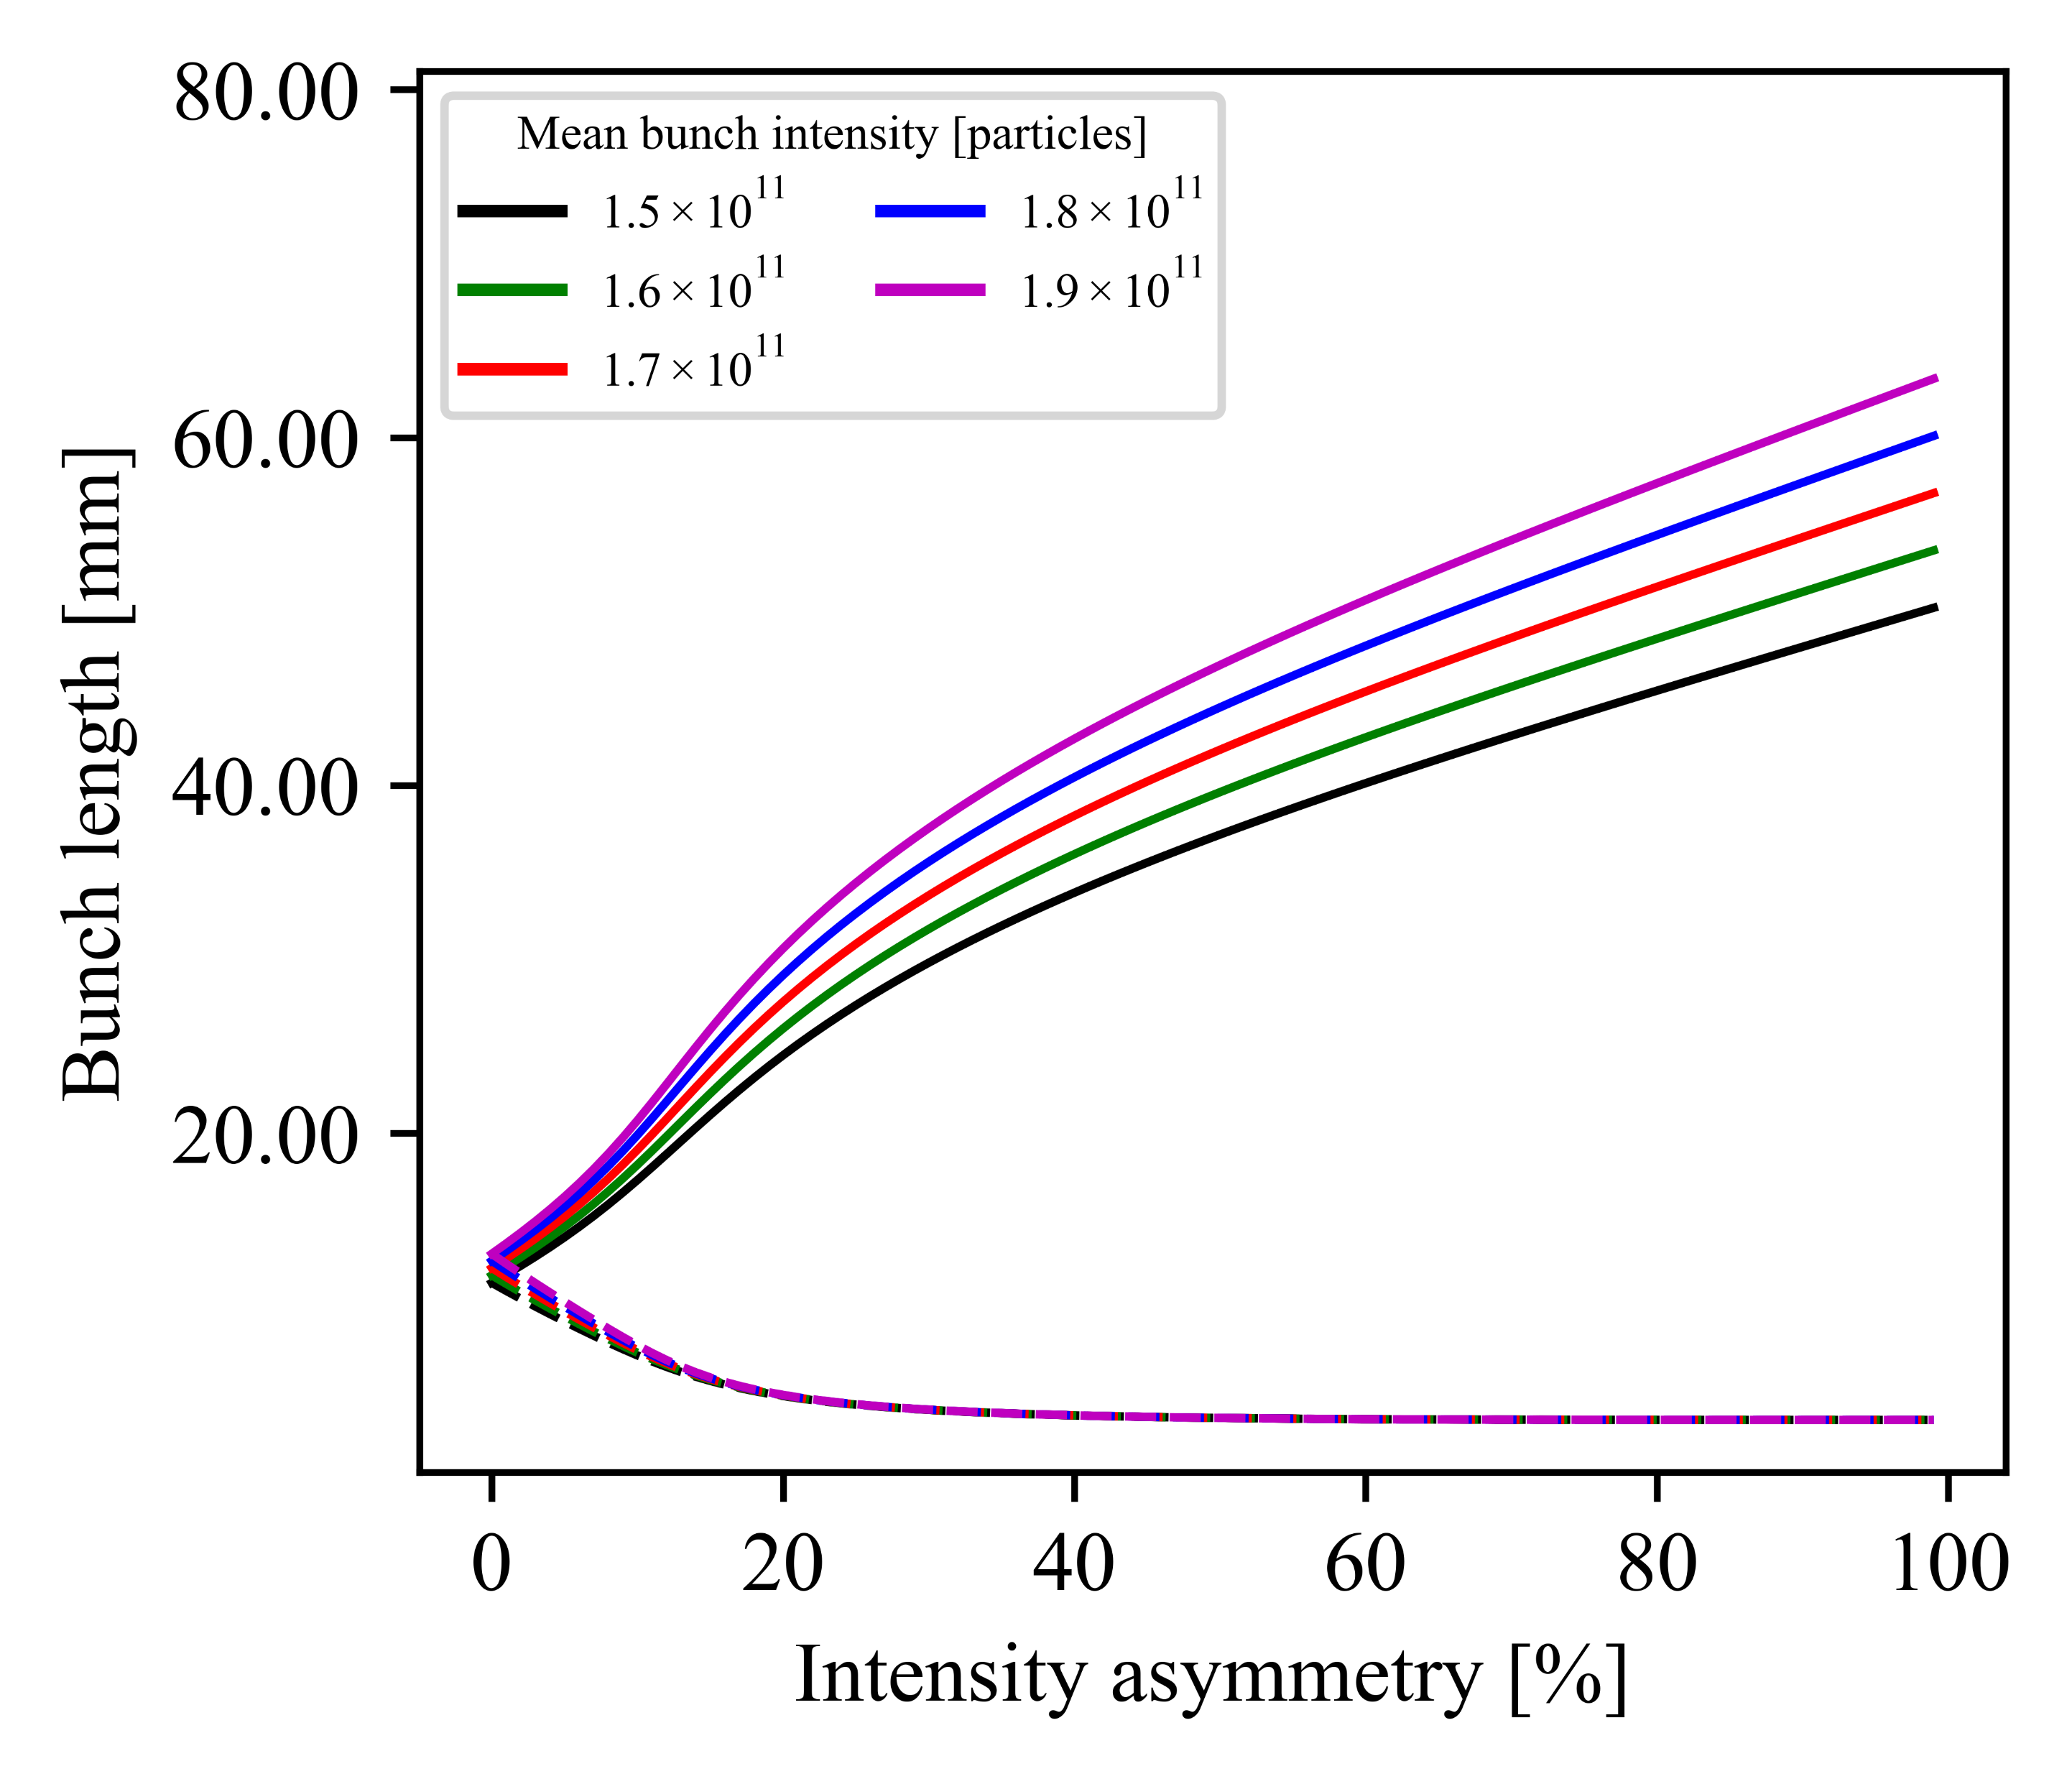 80.00
60.00
40.00
20.00
Bunch length [mm]
Mean bunch intensity [particles]
1.5 × 10^11
1.6 × 10^11
1.7 × 10^11
1.8 × 10^11
1.9 × 10^11
0 20 40 60 80 100
Intensity asymmetry [%]